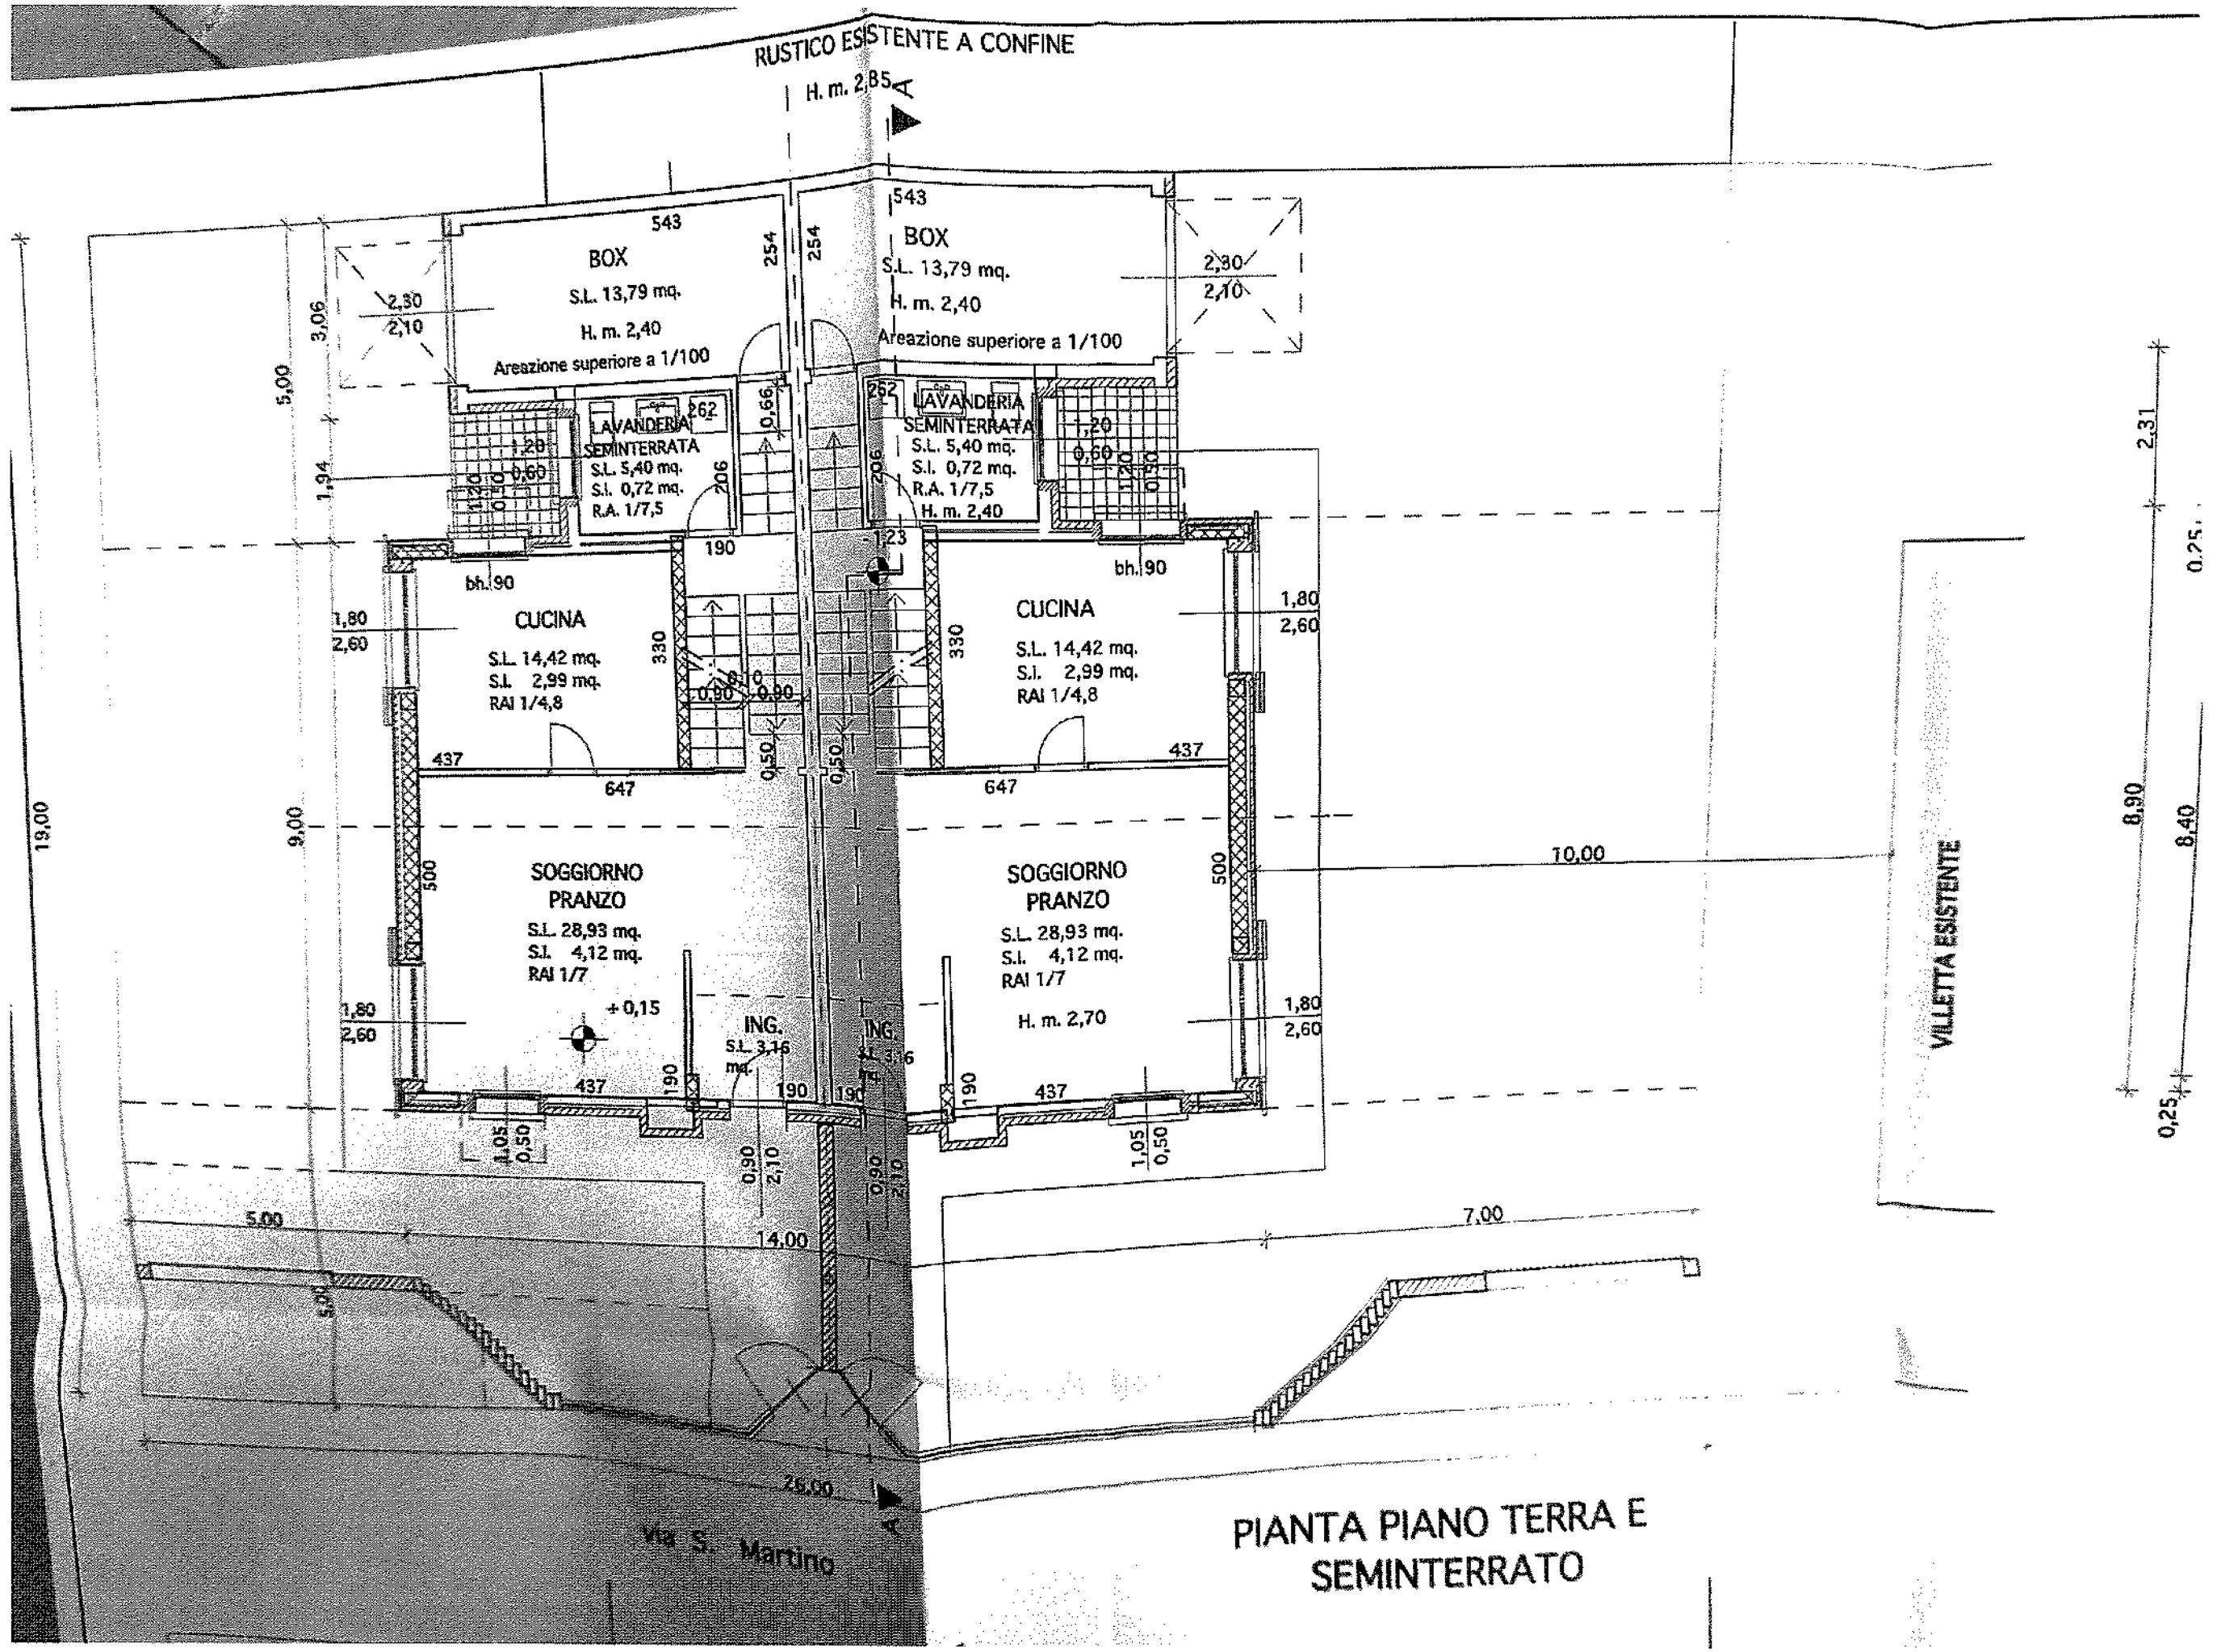 RUSTICO ESISTENTE A CONFINE
H. m. 2,85
A
543
BOX
S.L. 13,79 mq.
H. m. 2,40
Areazione superiore a 1/100
254
254
543
BOX
S.L. 13,79 mq.
H. m. 2,40
Areazione superiore a 1/100
2,30
2,10
2,30
2,10
3,06
5,00
1,94
262
LAVANDERIA
SEMINTERRATA
S.L. 5,40 mq.
S.I. 0,72 mq.
R.A. 1/7,5
206
0,66
1,20
0,60
120
0,50
262
LAVANDERIA
SEMINTERRATA
S.L. 5,40 mq.
S.I. 0,72 mq.
R.A. 1/7,5
H. m. 2,40
206
1,20
0,60
120
0,50
190
-1,23
bh.90
bh.90
CUCINA
S.L. 14,42 mq.
S.I. 2,99 mq.
RAI 1/4,8
330
1,80
2,60
0,90
0,90
CUCINA
S.L. 14,42 mq.
S.I. 2,99 mq.
RAI 1/4,8
330
1,80
2,60
437
647
0,50
0,50
647
437
SOGGIORNO
PRANZO
S.L. 28,93 mq.
S.I. 4,12 mq.
RAI 1/7
+0,15
500
SOGGIORNO
PRANZO
S.L. 28,93 mq.
S.I. 4,12 mq.
RAI 1/7
H. m. 2,70
500
1,80
2,60
1,80
2,60
ING.
S.L. 3,16
mq.
ING.
S.L. 3,16
mq.
437
190
190
190
190
437
1,05
0,50
0,90
2,10
0,90
2,10
1,05
0,50
19,00
9,00
10,00
VILLETTA ESISTENTE
2,31
0,25
8,90
8,40
0,25
5,00
14,00
7,00
5,00
26,00
A
via S. Martino
PIANTA PIANO TERRA E
SEMINTERRATO